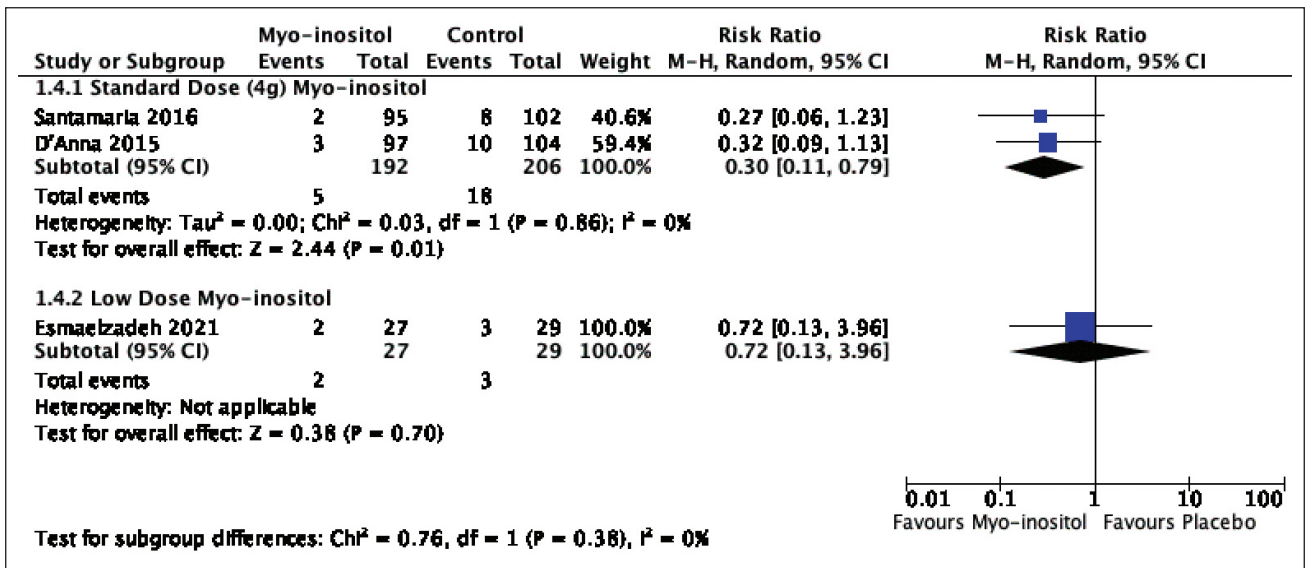 Myo-inositol Control Risk Ratio Risk Ratio
Study or Subgroup Events Total Events Total Weight M-H, Random, 95% CI M-H, Random, 95% CI
1.4.1 Standard Dose (4g) Myo-inositol
Santamaria 2016 2 95 8 102 40.6% 0.27 [0.06, 1.23]
D'Anna 2015 3 97 10 104 59.4% 0.32 [0.09, 1.13]
Subtotal (95% CI) 192 206 100.0% 0.30 [0.11, 0.79]
Total events 5 18
Heterogeneity: Tau² = 0.00; Chi² = 0.03, df = 1 (P = 0.86); I² = 0%
Test for overall effect: Z = 2.44 (P = 0.01)
1.4.2 Low Dose Myo-inositol
Esmaelzadeh 2021 2 27 3 29 100.0% 0.72 [0.13, 3.96]
Subtotal (95% CI) 27 29 100.0% 0.72 [0.13, 3.96]
Total events 2 3
Heterogeneity: Not applicable
Test for overall effect: Z = 0.38 (P = 0.70)
0.01 0.1 1 10 100
Favours Myo-inositol Favours Placebo
Test for subgroup differences: Chi² = 0.76, df = 1 (P = 0.38), I² = 0%